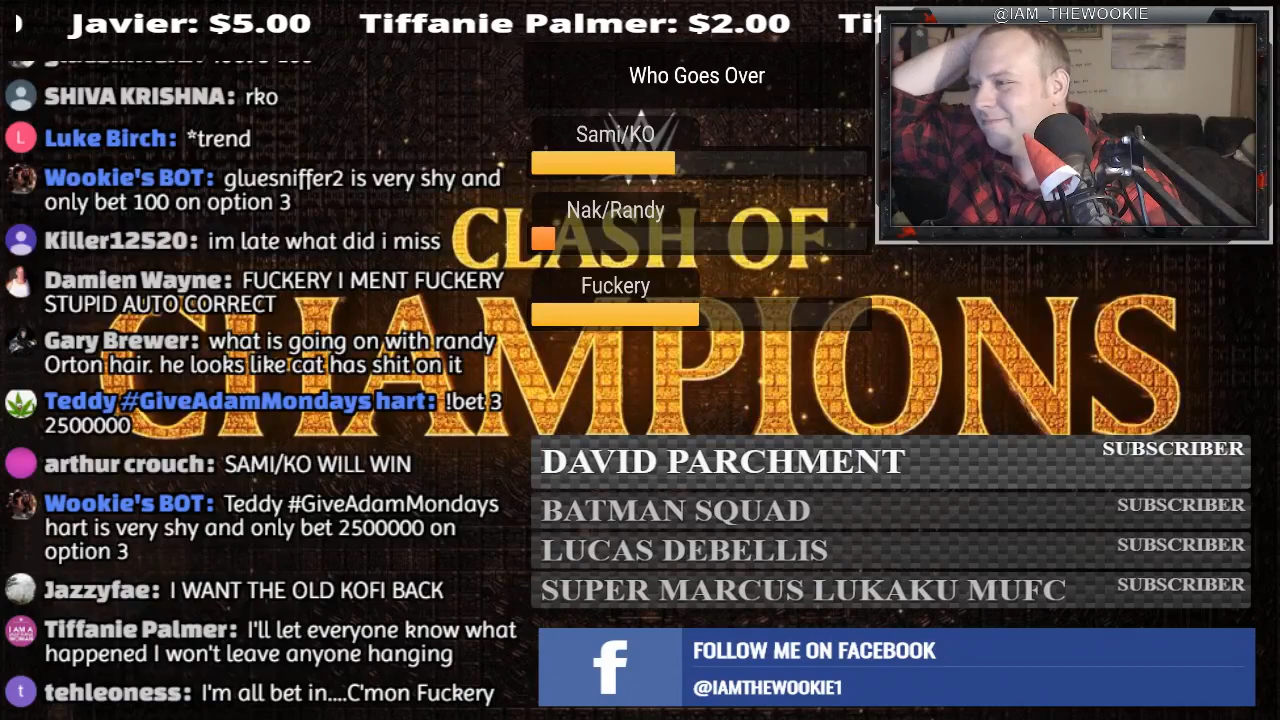 Javier: $5.00 Tiffanie Palmer: $2.00
@IAM_THEWOOKIE
SHIVA KRISHNA: rko
Luke Birch: *trend
Wookie's BOT: gluesniffer2 is very shy and
only bet 100 on option 3
Killer12520: im late what did i miss
Damien Wayne: FUCKERY I MENT FUCKERY
STUPID AUTO CORRECT
Gary Brewer: what is going on with randy
Orton hair. he looks like cat has shit on it
Teddy #GiveAdamMondays hart: !bet 3
2500000
arthur crouch: SAMI/KO WILL WIN
Wookie's BOT: Teddy #GiveAdamMondays
hart is very shy and only bet 2500000 on
option 3
Jazzyfae: I WANT THE OLD KOFI BACK
Tiffanie Palmer: I'll let everyone know what
happened I won't leave anyone hanging
tehleoness: I'm all bet in....C'mon Fuckery
Who Goes Over
Sami/KO
Nak/Randy
Fuckery
CLASH OF
CHAMPIONS
DAVID PARCHMENT SUBSCRIBER
BATMAN SQUAD SUBSCRIBER
LUCAS DEBELLIS SUBSCRIBER
SUPER MARCUS LUKAKU MUFC SUBSCRIBER
f
FOLLOW ME ON FACEBOOK
@IAMTHEWOOKIE1